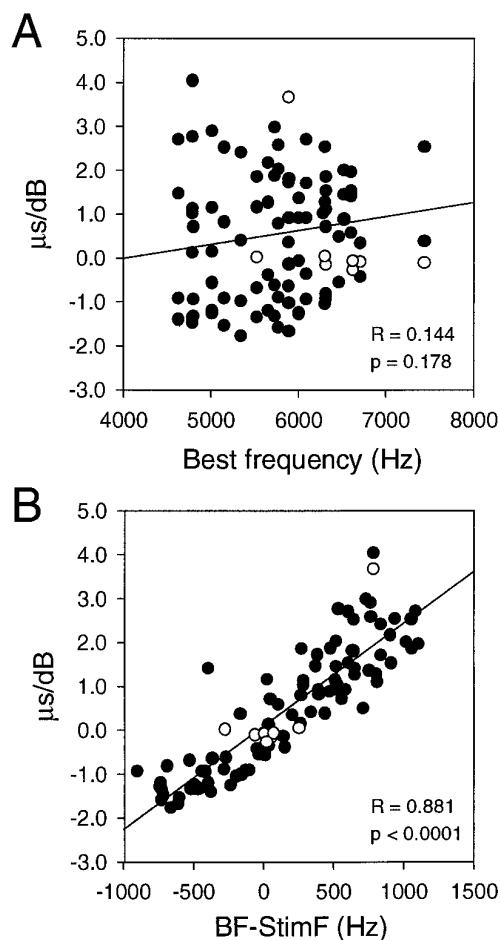 A
5.0
4.0
3.0
2.0
1.0
0.0
-1.0
-2.0
-3.0
µs/dB
R = 0.144
p = 0.178
4000 5000 6000 7000 8000
Best frequency (Hz)
B
5.0
4.0
3.0
2.0
1.0
0.0
-1.0
-2.0
-3.0
µs/dB
R = 0.881
p < 0.0001
-1000 -500 0 500 1000 1500
BF-StimF (Hz)